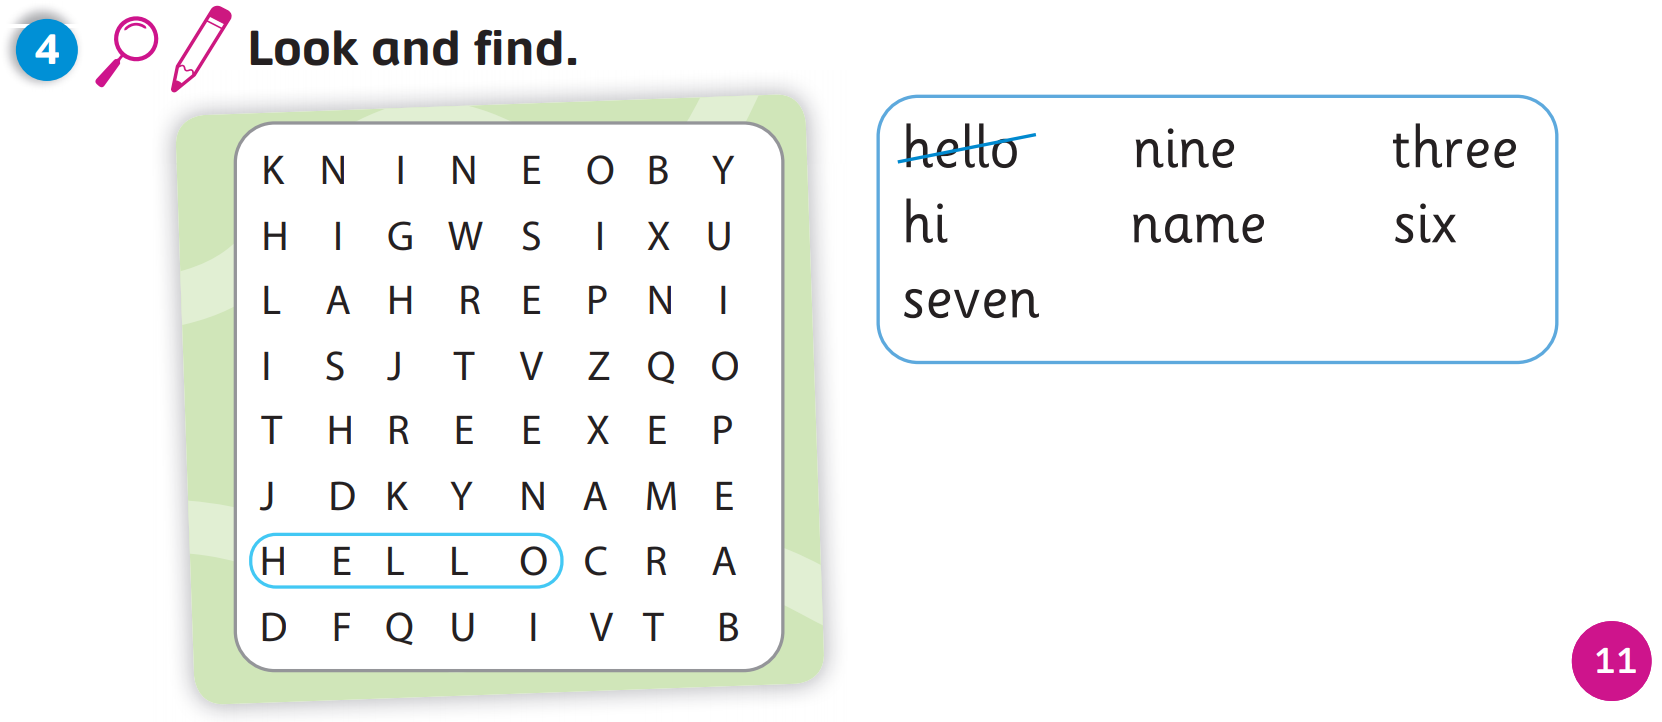 4 Look and find.
K N I N E O B Y
H I G W S I X U
L A H R E P N I
I S J T V Z Q O
T H R E E X E P
J D K Y N A M E
H E L L O C R A
D F Q U I V T B
hello nine three
hi name six
seven
11